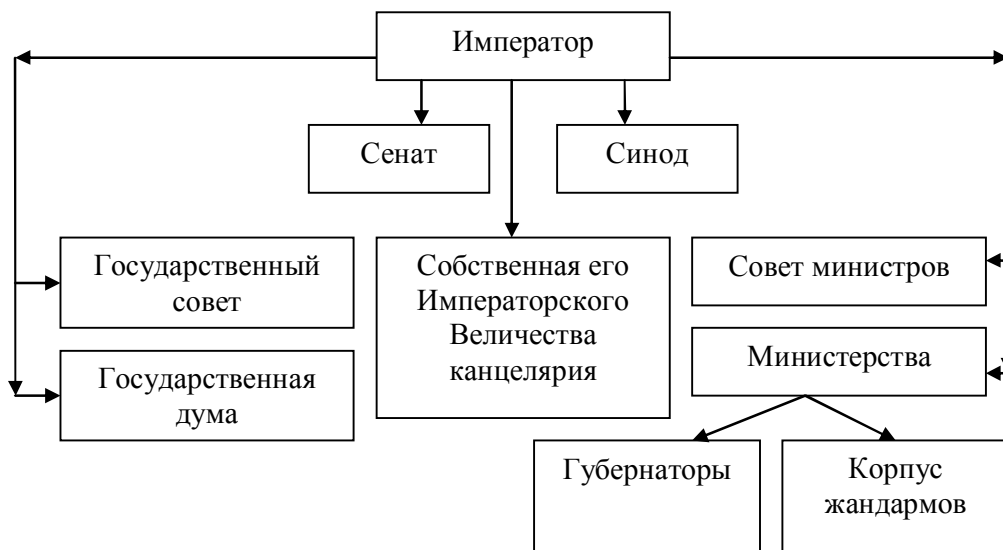 Император
Сенат
Синод
Государственный
совет
Собственная его
Императорского
Величества
канцелярия
Совет министров
Государственная
дума
Министерства
Губернаторы
Корпус
жандармов